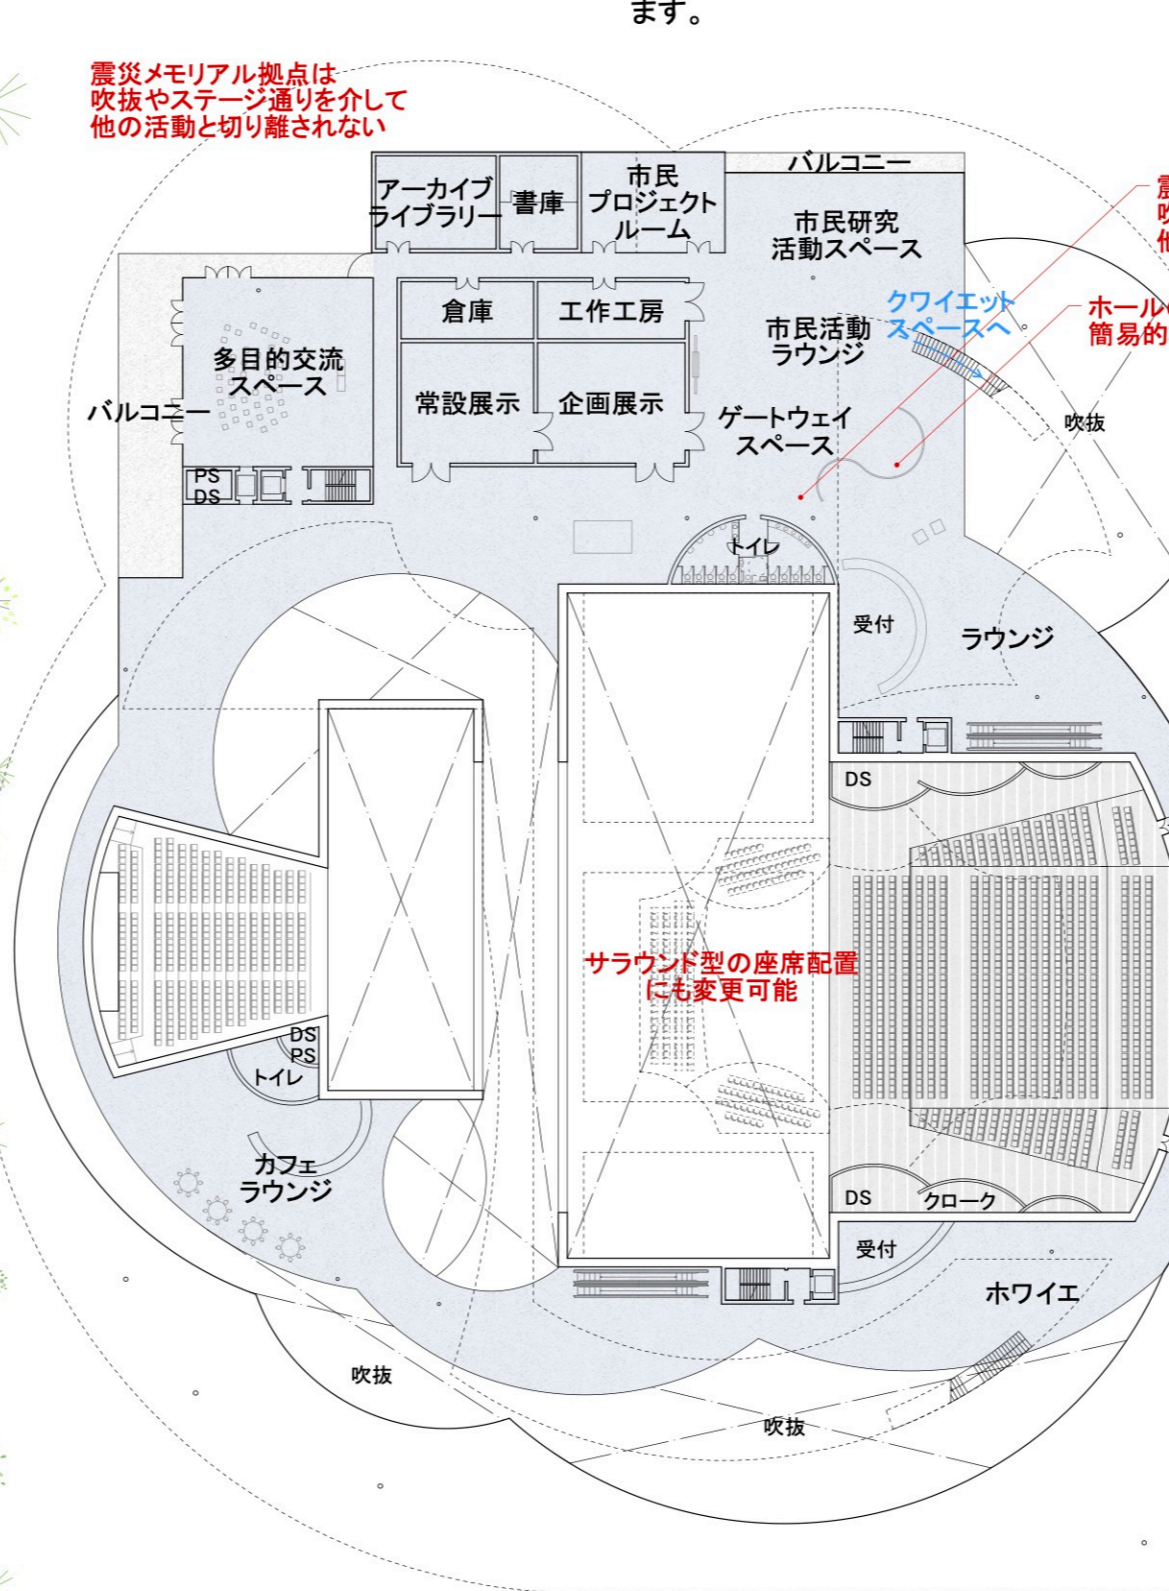 ます。
震災メモリアル拠点は
吹抜やステージ通りを介して
他の活動と切り離されない
バルコニー
アーカイブ
ライブラリー
書庫
市民
プロジェクト
ルーム
市民研究
活動スペース
倉庫
工作工房
クワイエット
スペースへ
ホール
簡易的
市民活動
ラウンジ
多目的交流
スペース
バルコニー
常設展示
企画展示
ゲートウェイ
スペース
吹抜
PS
DS
トイレ
受付
ラウンジ
DS
サラウンド型の座席配置
にも変更可能
DS
PS
トイレ
カフェ
ラウンジ
DS
クローク
受付
ホワイエ
吹抜
吹抜